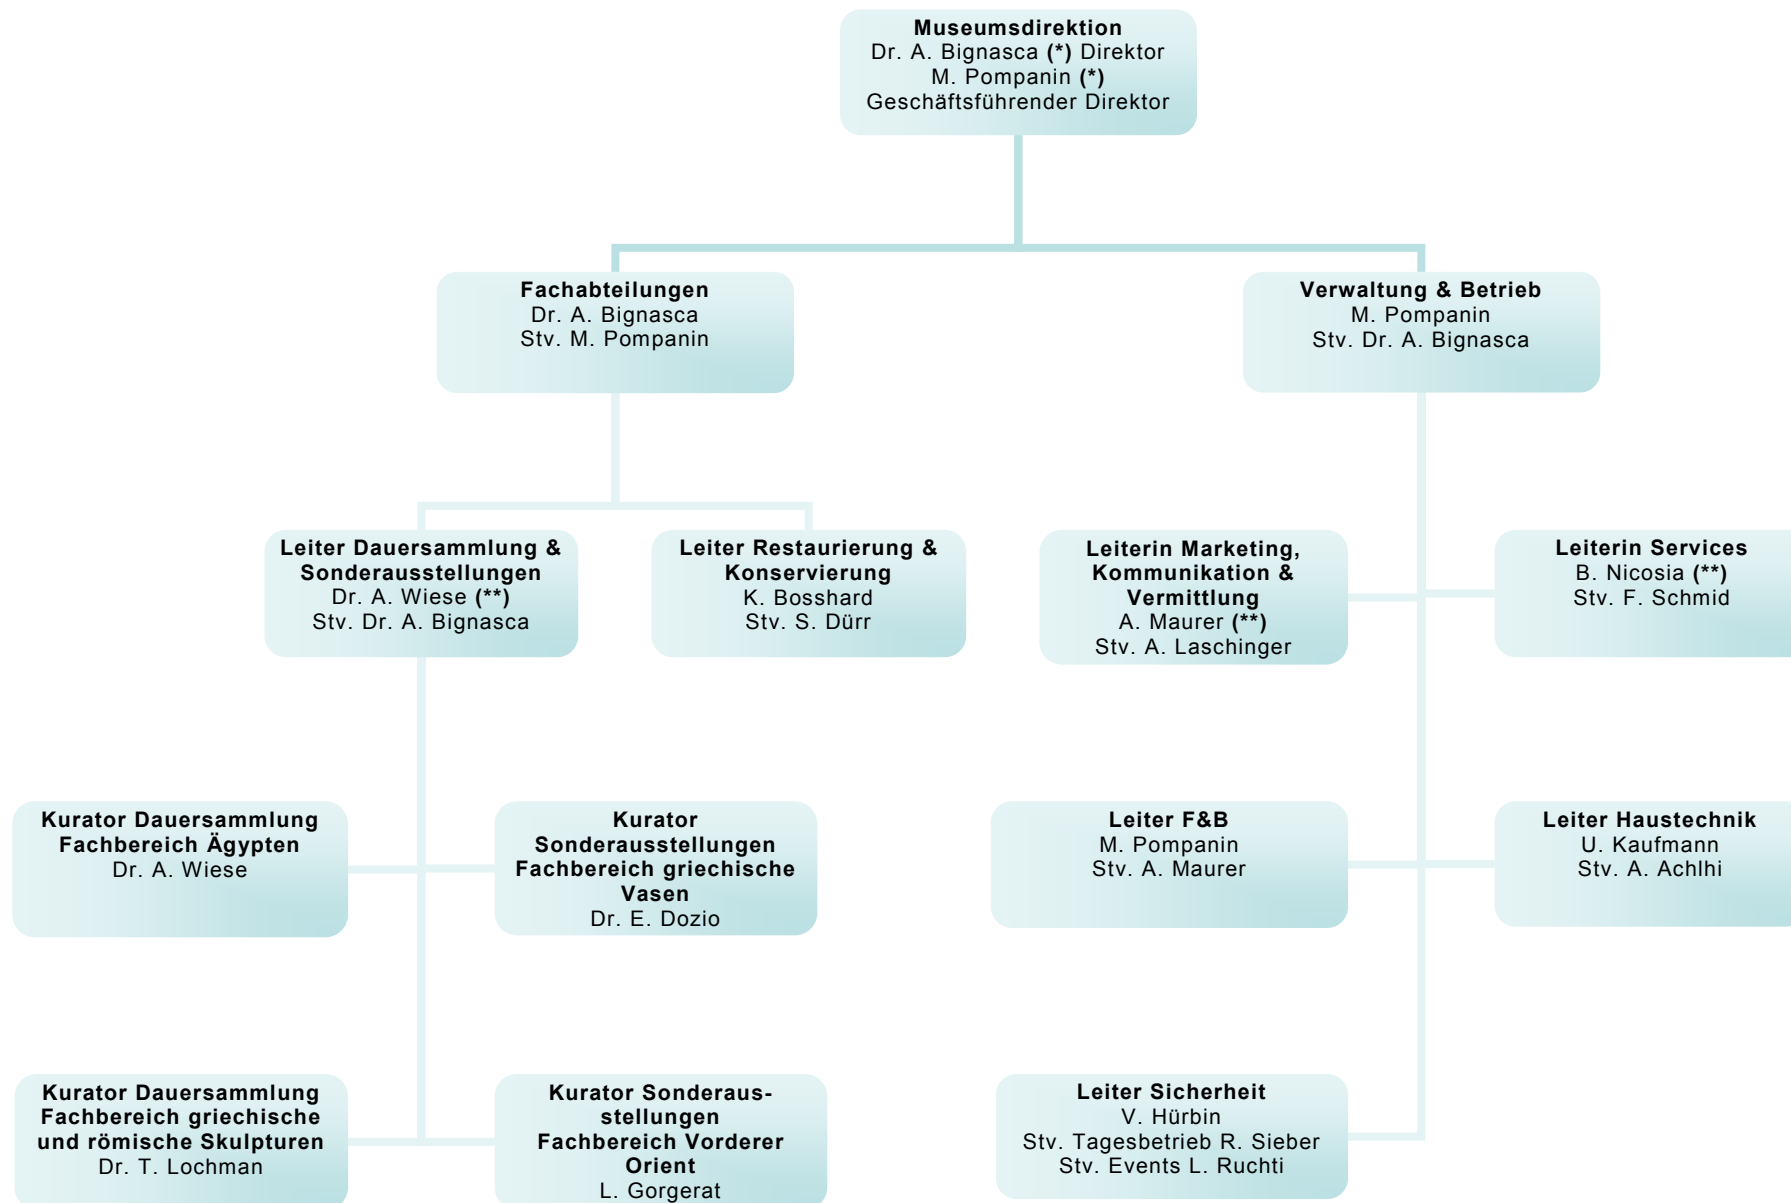 Museumsdirektion
Dr. A. Bignasca (*) Direktor
M. Pompanin (*)
Geschäftsführender Direktor
Fachabteilungen
Dr. A. Bignasca
Stv. M. Pompanin
Verwaltung & Betrieb
M. Pompanin
Stv. Dr. A. Bignasca
Leiter Dauersammlung &
Sonderausstellungen
Dr. A. Wiese (**)
Stv. Dr. A. Bignasca
Leiter Restaurierung &
Konservierung
K. Bosshard
Stv. S. Dürr
Leiterin Marketing,
Kommunikation &
Vermittlung
A. Maurer (**)
Stv. A. Laschinger
Leiterin Services
B. Nicosia (**)
Stv. F. Schmid
Kurator Dauersammlung
Fachbereich Ägypten
Dr. A. Wiese
Kurator
Sonderausstellungen
Fachbereich griechische
Vasen
Dr. E. Dozio
Leiter F&B
M. Pompanin
Stv. A. Maurer
Leiter Haustechnik
U. Kaufmann
Stv. A. Achlhi
Kurator Dauersammlung
Fachbereich griechische
und römische Skulpturen
Dr. T. Lochman
Kurator Sonderaus-
stellungen
Fachbereich Vorderer
Orient
L. Gorgerat
Leiter Sicherheit
V. Hürbin
Stv. Tagesbetrieb R. Sieber
Stv. Events L. Ruchti